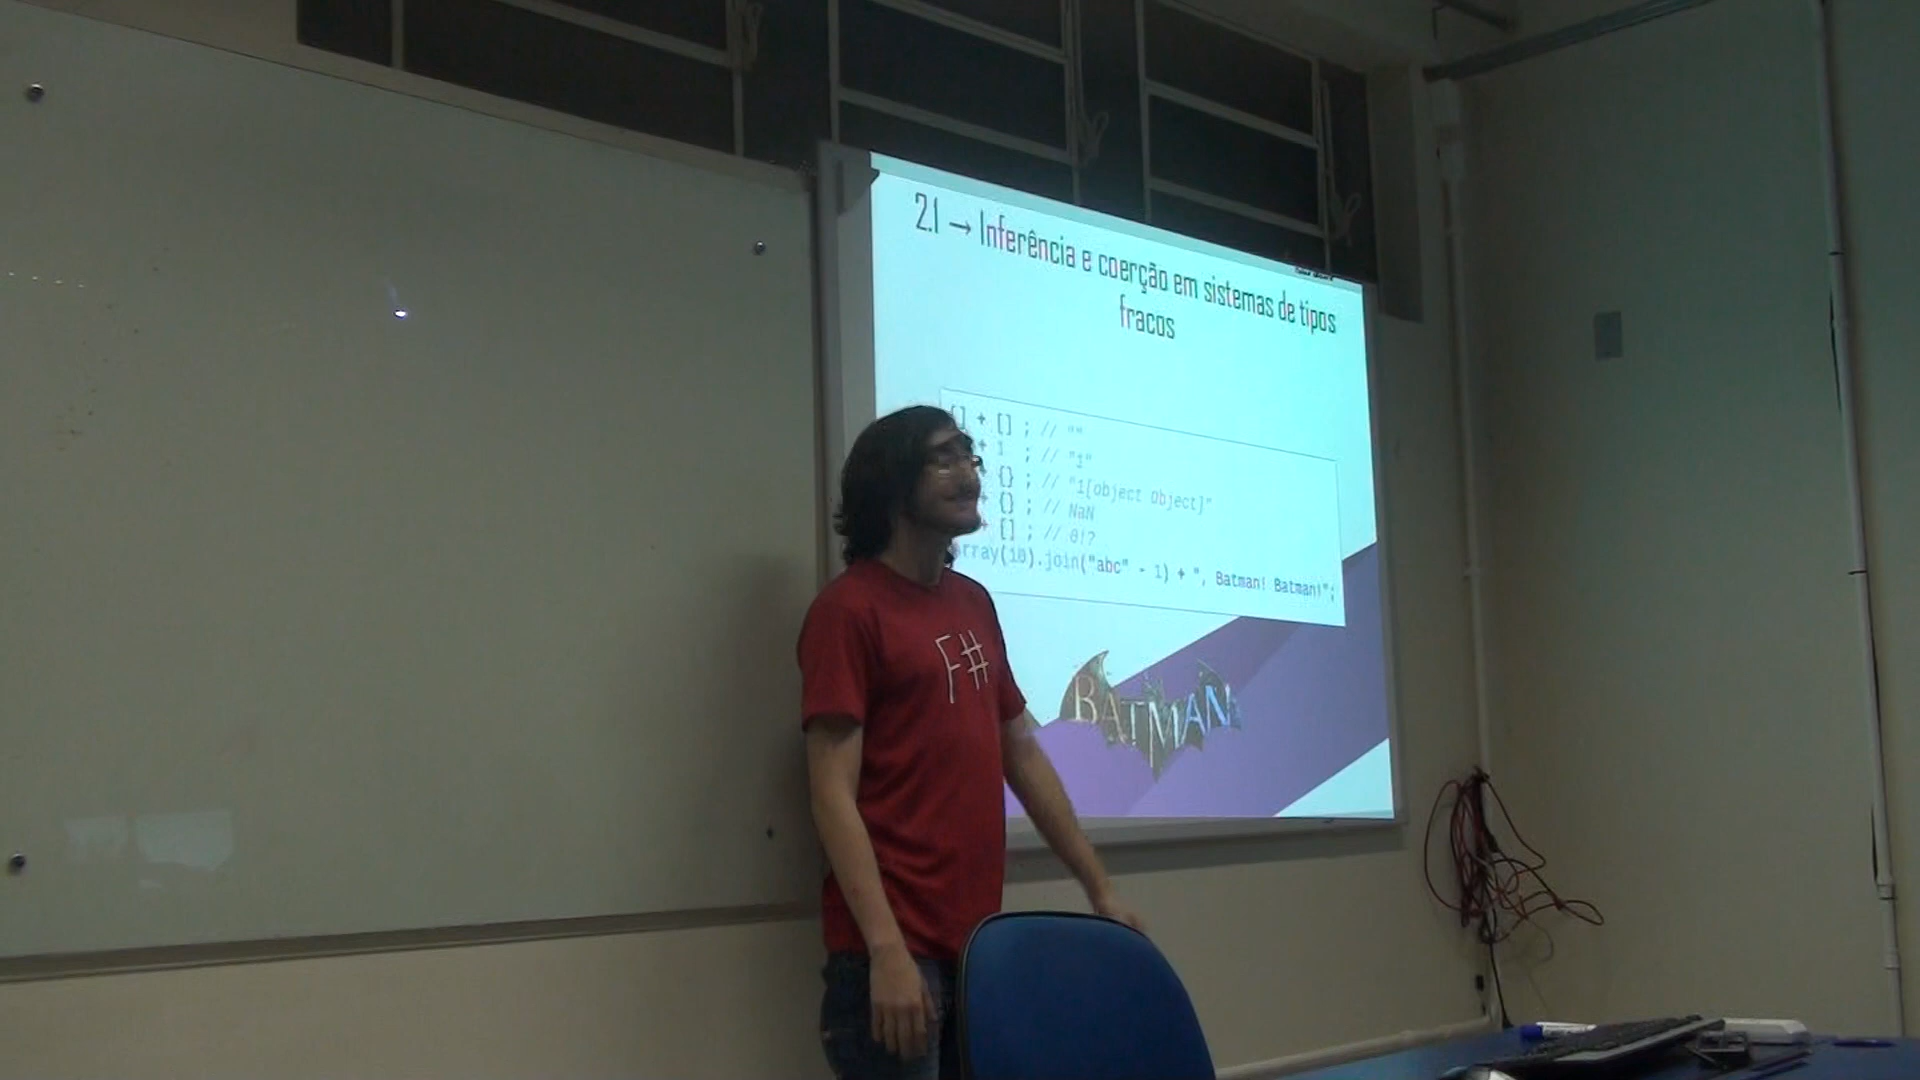 2.1 → Inferência e coerção em sistemas de tipos
fracos
[] + [] ; // ""
+ 1 ; // "1"
+ {} ; // "1[object Object]"
+ {} ; // NaN
+ [] ; // 0!?
Array(10).join("abc" - 1) + ", Batman! Batman!";
F#
BATMAN